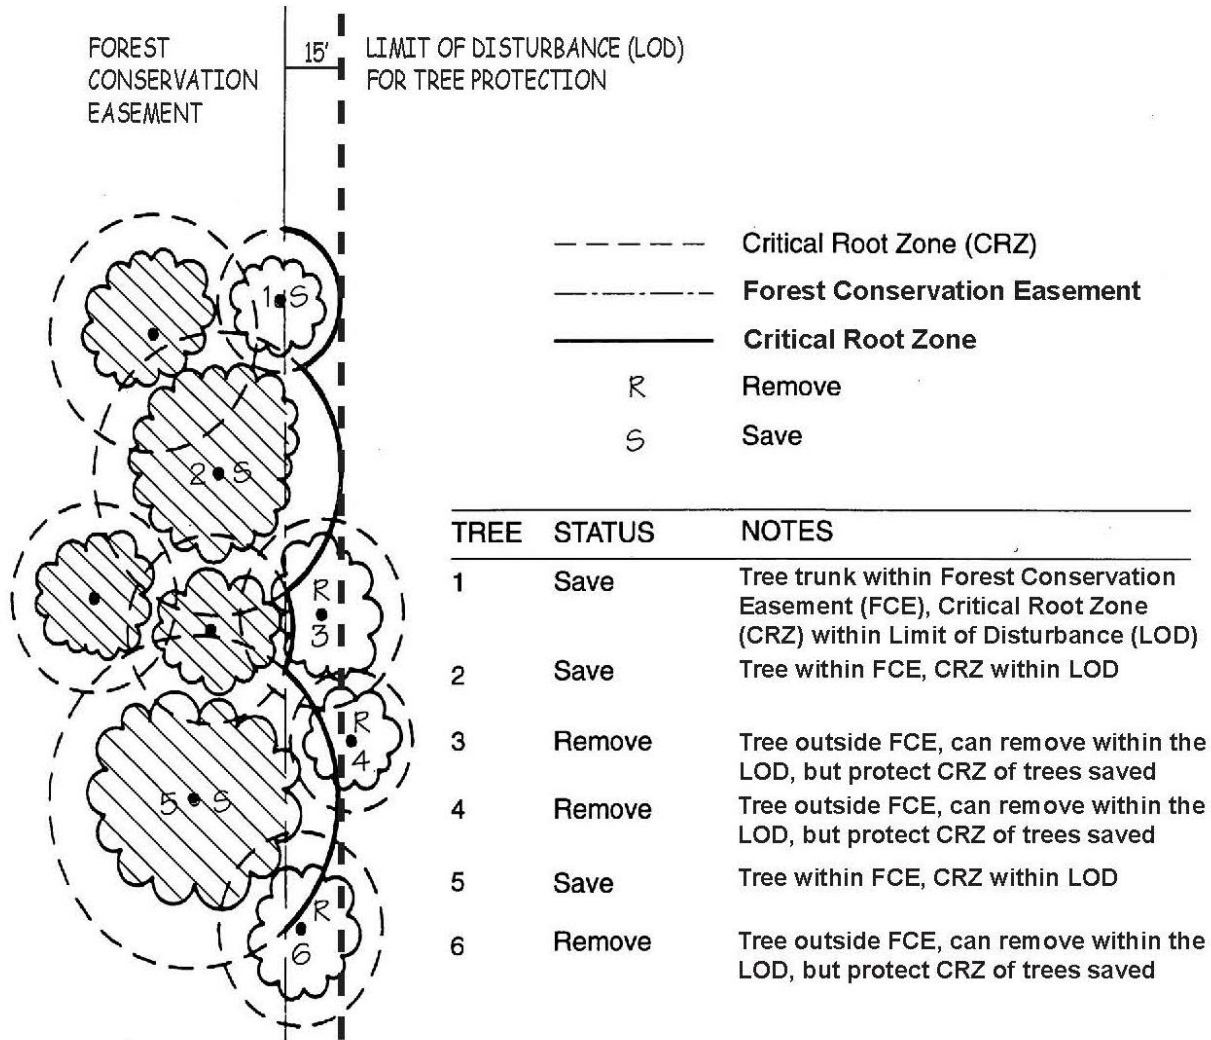 FOREST
CONSERVATION
EASEMENT
15'
LIMIT OF DISTURBANCE (LOD)
FOR TREE PROTECTION
Critical Root Zone (CRZ)
Forest Conservation Easement
Critical Root Zone
R Remove
S Save
1 S
2 S
R
3
R
4
5 S
R
6
TREE STATUS NOTES
1 Save Tree trunk within Forest Conservation
Easement (FCE), Critical Root Zone
(CRZ) within Limit of Disturbance (LOD)
2 Save Tree within FCE, CRZ within LOD
3 Remove Tree outside FCE, can remove within the
LOD, but protect CRZ of trees saved
4 Remove Tree outside FCE, can remove within the
LOD, but protect CRZ of trees saved
5 Save Tree within FCE, CRZ within LOD
6 Remove Tree outside FCE, can remove within the
LOD, but protect CRZ of trees saved